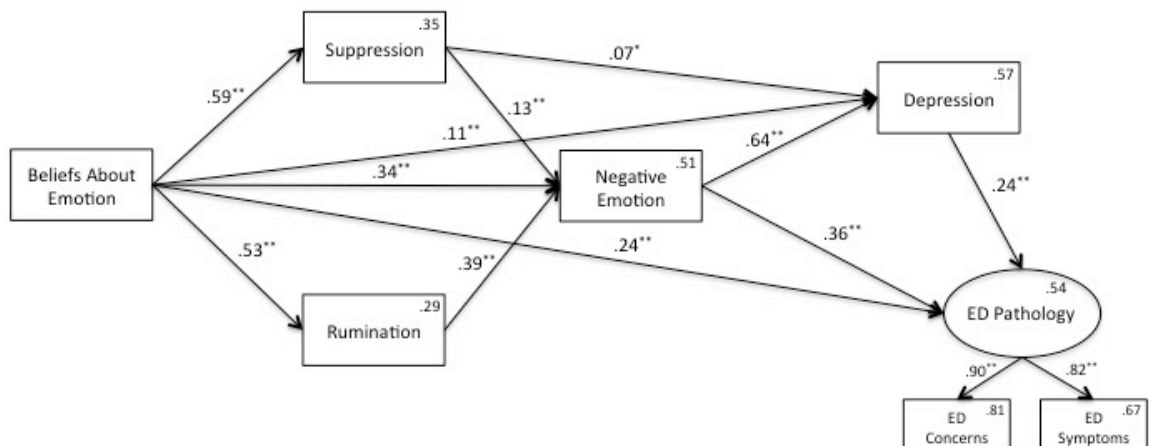 .35
Suppression
.07*
.57
Depression
.59**
.13**
.11**
.64**
Beliefs About
Emotion
.34**
.51
Negative
Emotion
.24**
.53**
.39**
.24**
.36**
.29
Rumination
.54
ED Pathology
.90**
.82**
ED
Concerns
.81
ED
Symptoms
.67